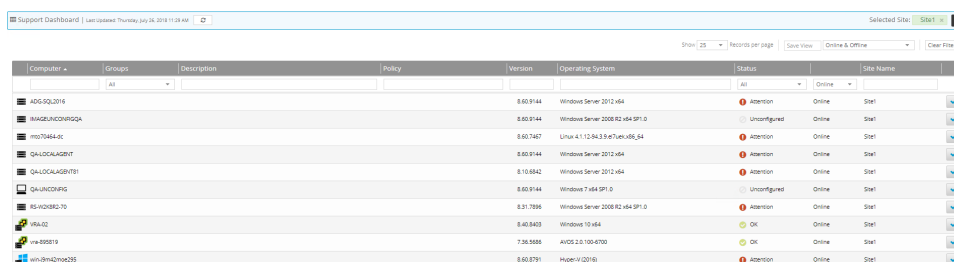 Support Dashboard | Last Updated: Thursday, July 26, 2018 11:29 AM Selected Site: Site1 ×
Show 25 Records per page Save View Online & Offline Clear Filte
Computer Groups Description Policy Version Operating System Status Site Name
All All Online
ADG-SQL2016 8.60.9144 Windows Server 2012 x64 Attention Online Site1
IMAGEUNCONFIGQA 8.60.9144 Windows Server 2008 R2 x64 SP1.0 Unconfigured Online Site1
mto70464-dc 8.60.7467 Linux 4.1.12-94.3.9.el7uek.x86_64 Attention Online Site1
QA-LOCALAGENT 8.60.9144 Windows Server 2012 x64 Attention Online Site1
QA-LOCALAGENT81 8.10.6842 Windows Server 2012 x64 Attention Online Site1
QA-UNCONFIG 8.60.9144 Windows 7 x64 SP1.0 Unconfigured Online Site1
RS-W2K8R2-70 8.31.7896 Windows Server 2008 R2 x64 SP1.0 Attention Online Site1
VRA-02 8.40.8403 Windows 10 x64 OK Online Site1
vra-895819 7.36.5686 AVOS 2.0.100-6700 OK Online Site1
win-i9m42moe295 8.60.8791 Hyper-V (2016) Attention Online Site1